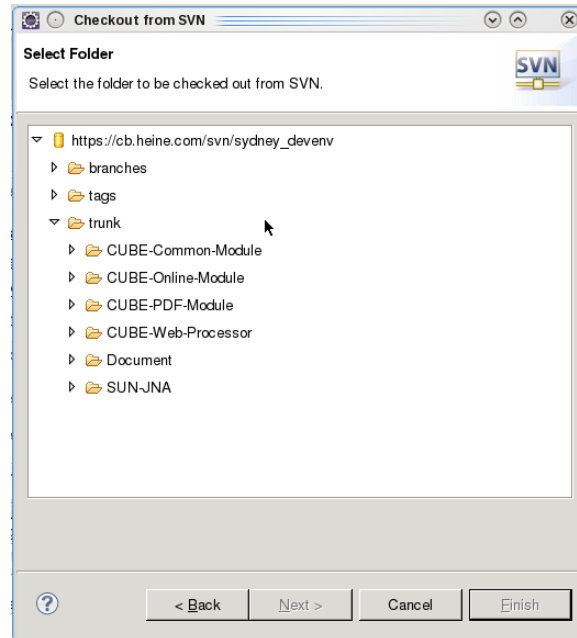 Checkout from SVN
Select Folder
Select the folder to be checked out from SVN.
SVN
https://cb.heine.com/svn/sydney_devenv
branches
tags
trunk
CUBE-Common-Module
CUBE-Online-Module
CUBE-PDF-Module
CUBE-Web-Processor
Document
SUN-JNA
?
< Back
Next >
Cancel
Finish